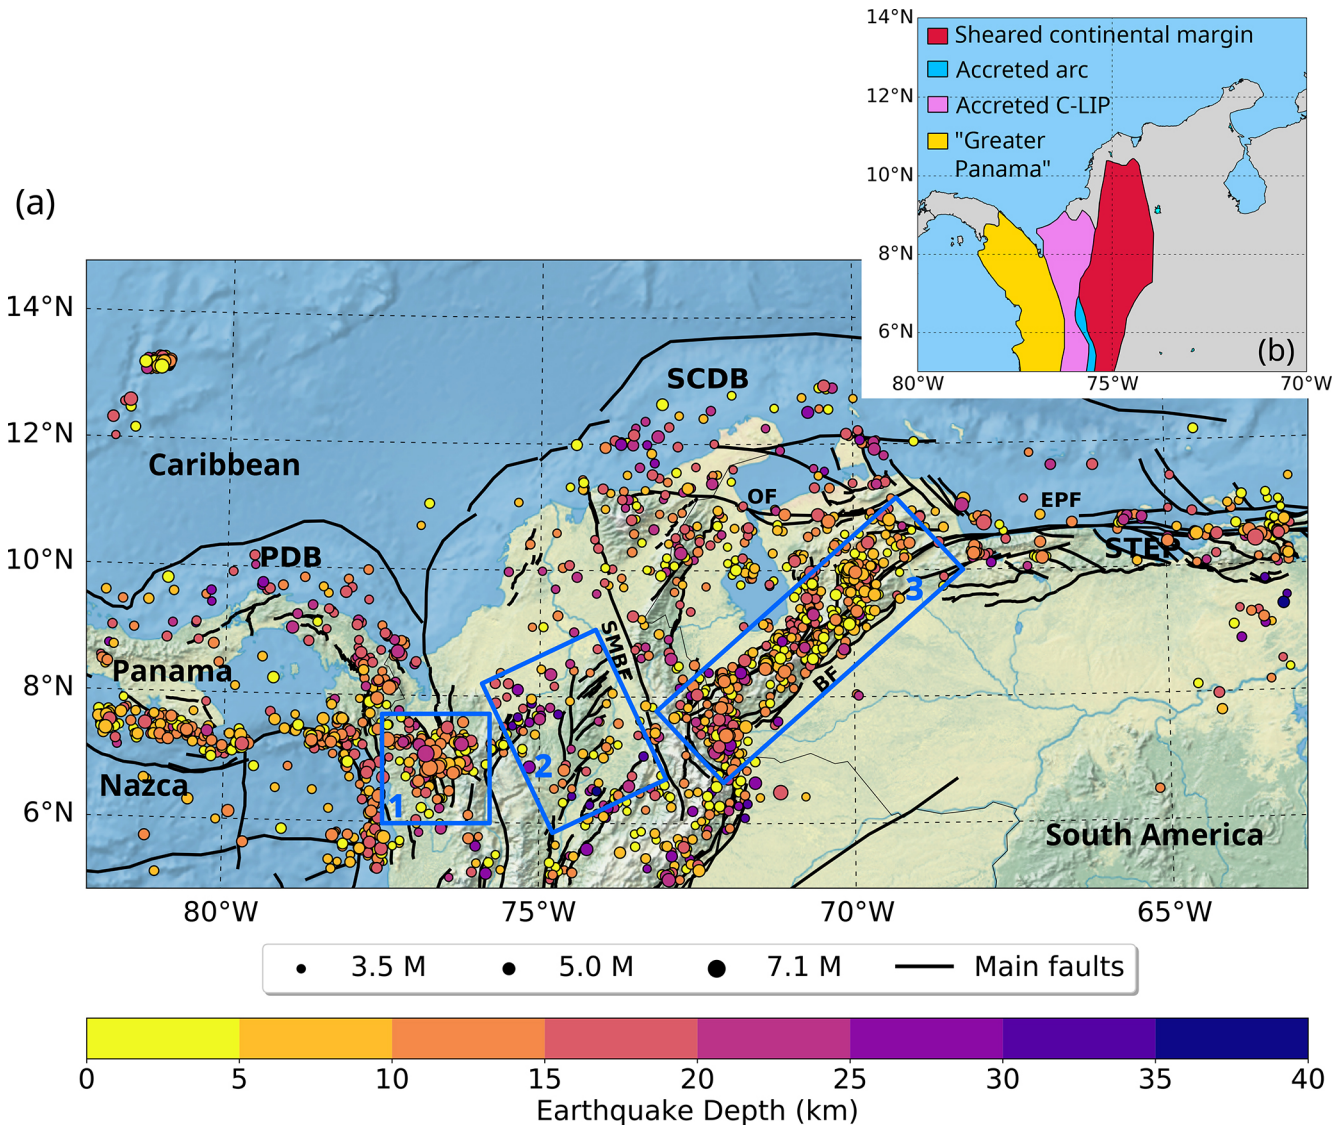 14°N
Sheared continental margin
Accreted arc
12°N
Accreted C-LIP
"Greater
Panama"
10°N
8°N
6°N
(b)
80°W
75°W
70°W
(a)
14°N
SCDB
12°N
Caribbean
OF
EPF
10°N
PDB
STEP
3
SMBF
8°N
Panama
BF
Nazca
2
1
6°N
South America
80°W
75°W
70°W
65°W
3.5 M
5.0 M
7.1 M
Main faults
0
5
10
15
20
25
30
35
40
Earthquake Depth (km)